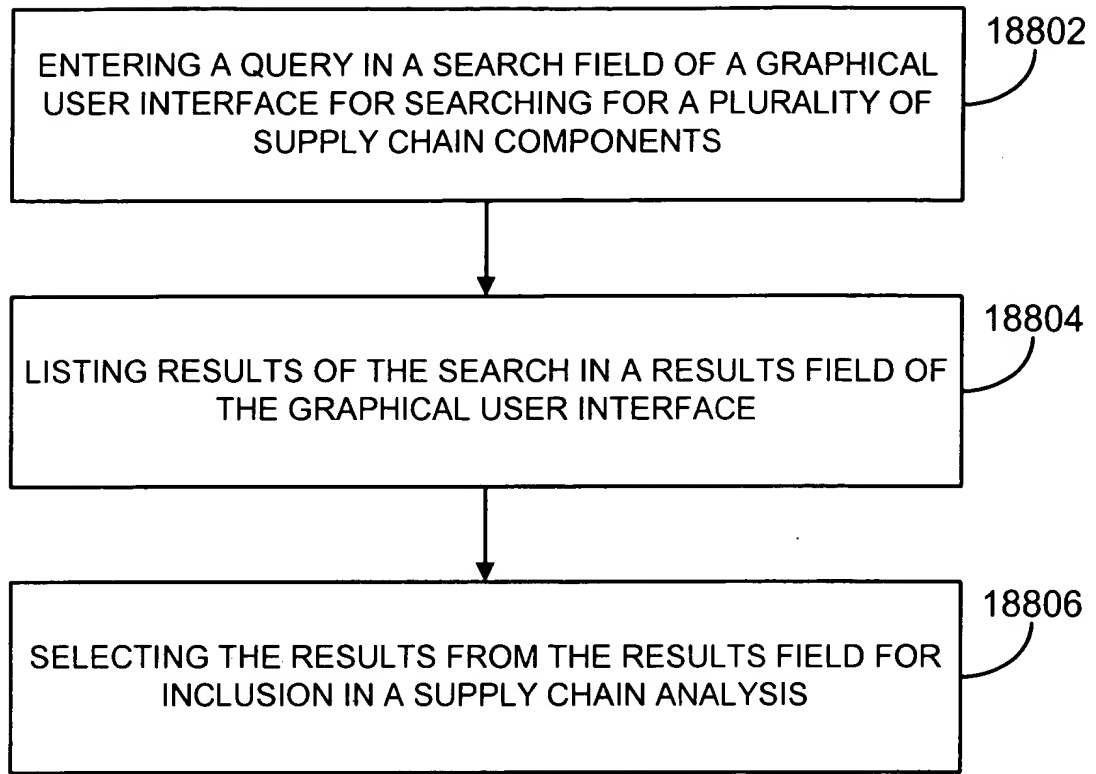 18802
ENTERING A QUERY IN A SEARCH FIELD OF A GRAPHICAL
USER INTERFACE FOR SEARCHING FOR A PLURALITY OF
SUPPLY CHAIN COMPONENTS
18804
LISTING RESULTS OF THE SEARCH IN A RESULTS FIELD OF
THE GRAPHICAL USER INTERFACE
18806
SELECTING THE RESULTS FROM THE RESULTS FIELD FOR
INCLUSION IN A SUPPLY CHAIN ANALYSIS